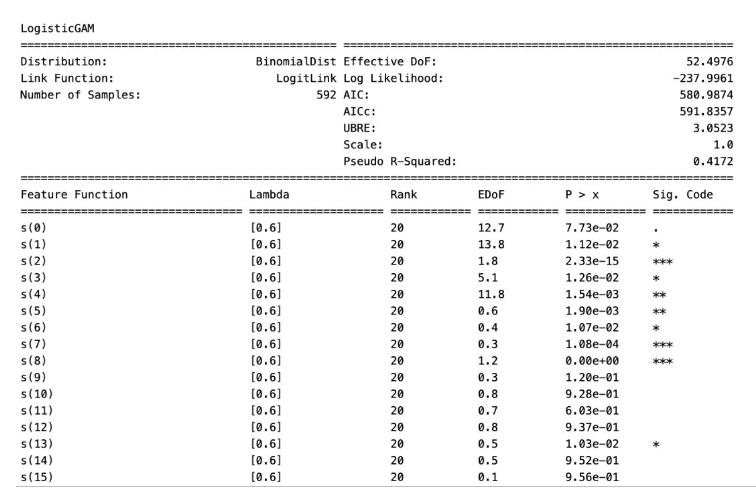 LogisticGAM
=============================================== ==========================================================
Distribution: BinomialDist Effective DoF: 52.4976
Link Function: LogitLink Log Likelihood: -237.9961
Number of Samples: 592 AIC: 580.9874
AICc: 591.8357
UBRE: 3.0523
Scale: 1.0
Pseudo R-Squared: 0.4172
==========================================================================================================
Feature Function Lambda Rank EDoF P > x Sig. Code
================================= ==================== ============ ============ ============ ============
s(0) [0.6] 20 12.7 7.73e-02 .
s(1) [0.6] 20 13.8 1.12e-02 *
s(2) [0.6] 20 1.8 2.33e-15 ***
s(3) [0.6] 20 5.1 1.26e-02 *
s(4) [0.6] 20 11.8 1.54e-03 **
s(5) [0.6] 20 0.6 1.90e-03 **
s(6) [0.6] 20 0.4 1.07e-02 *
s(7) [0.6] 20 0.3 1.08e-04 ***
s(8) [0.6] 20 1.2 0.00e+00 ***
s(9) [0.6] 20 0.3 1.20e-01
s(10) [0.6] 20 0.8 9.28e-01
s(11) [0.6] 20 0.7 6.03e-01
s(12) [0.6] 20 0.8 9.37e-01
s(13) [0.6] 20 0.5 1.03e-02 *
s(14) [0.6] 20 0.5 9.52e-01
s(15) [0.6] 20 0.1 9.56e-01